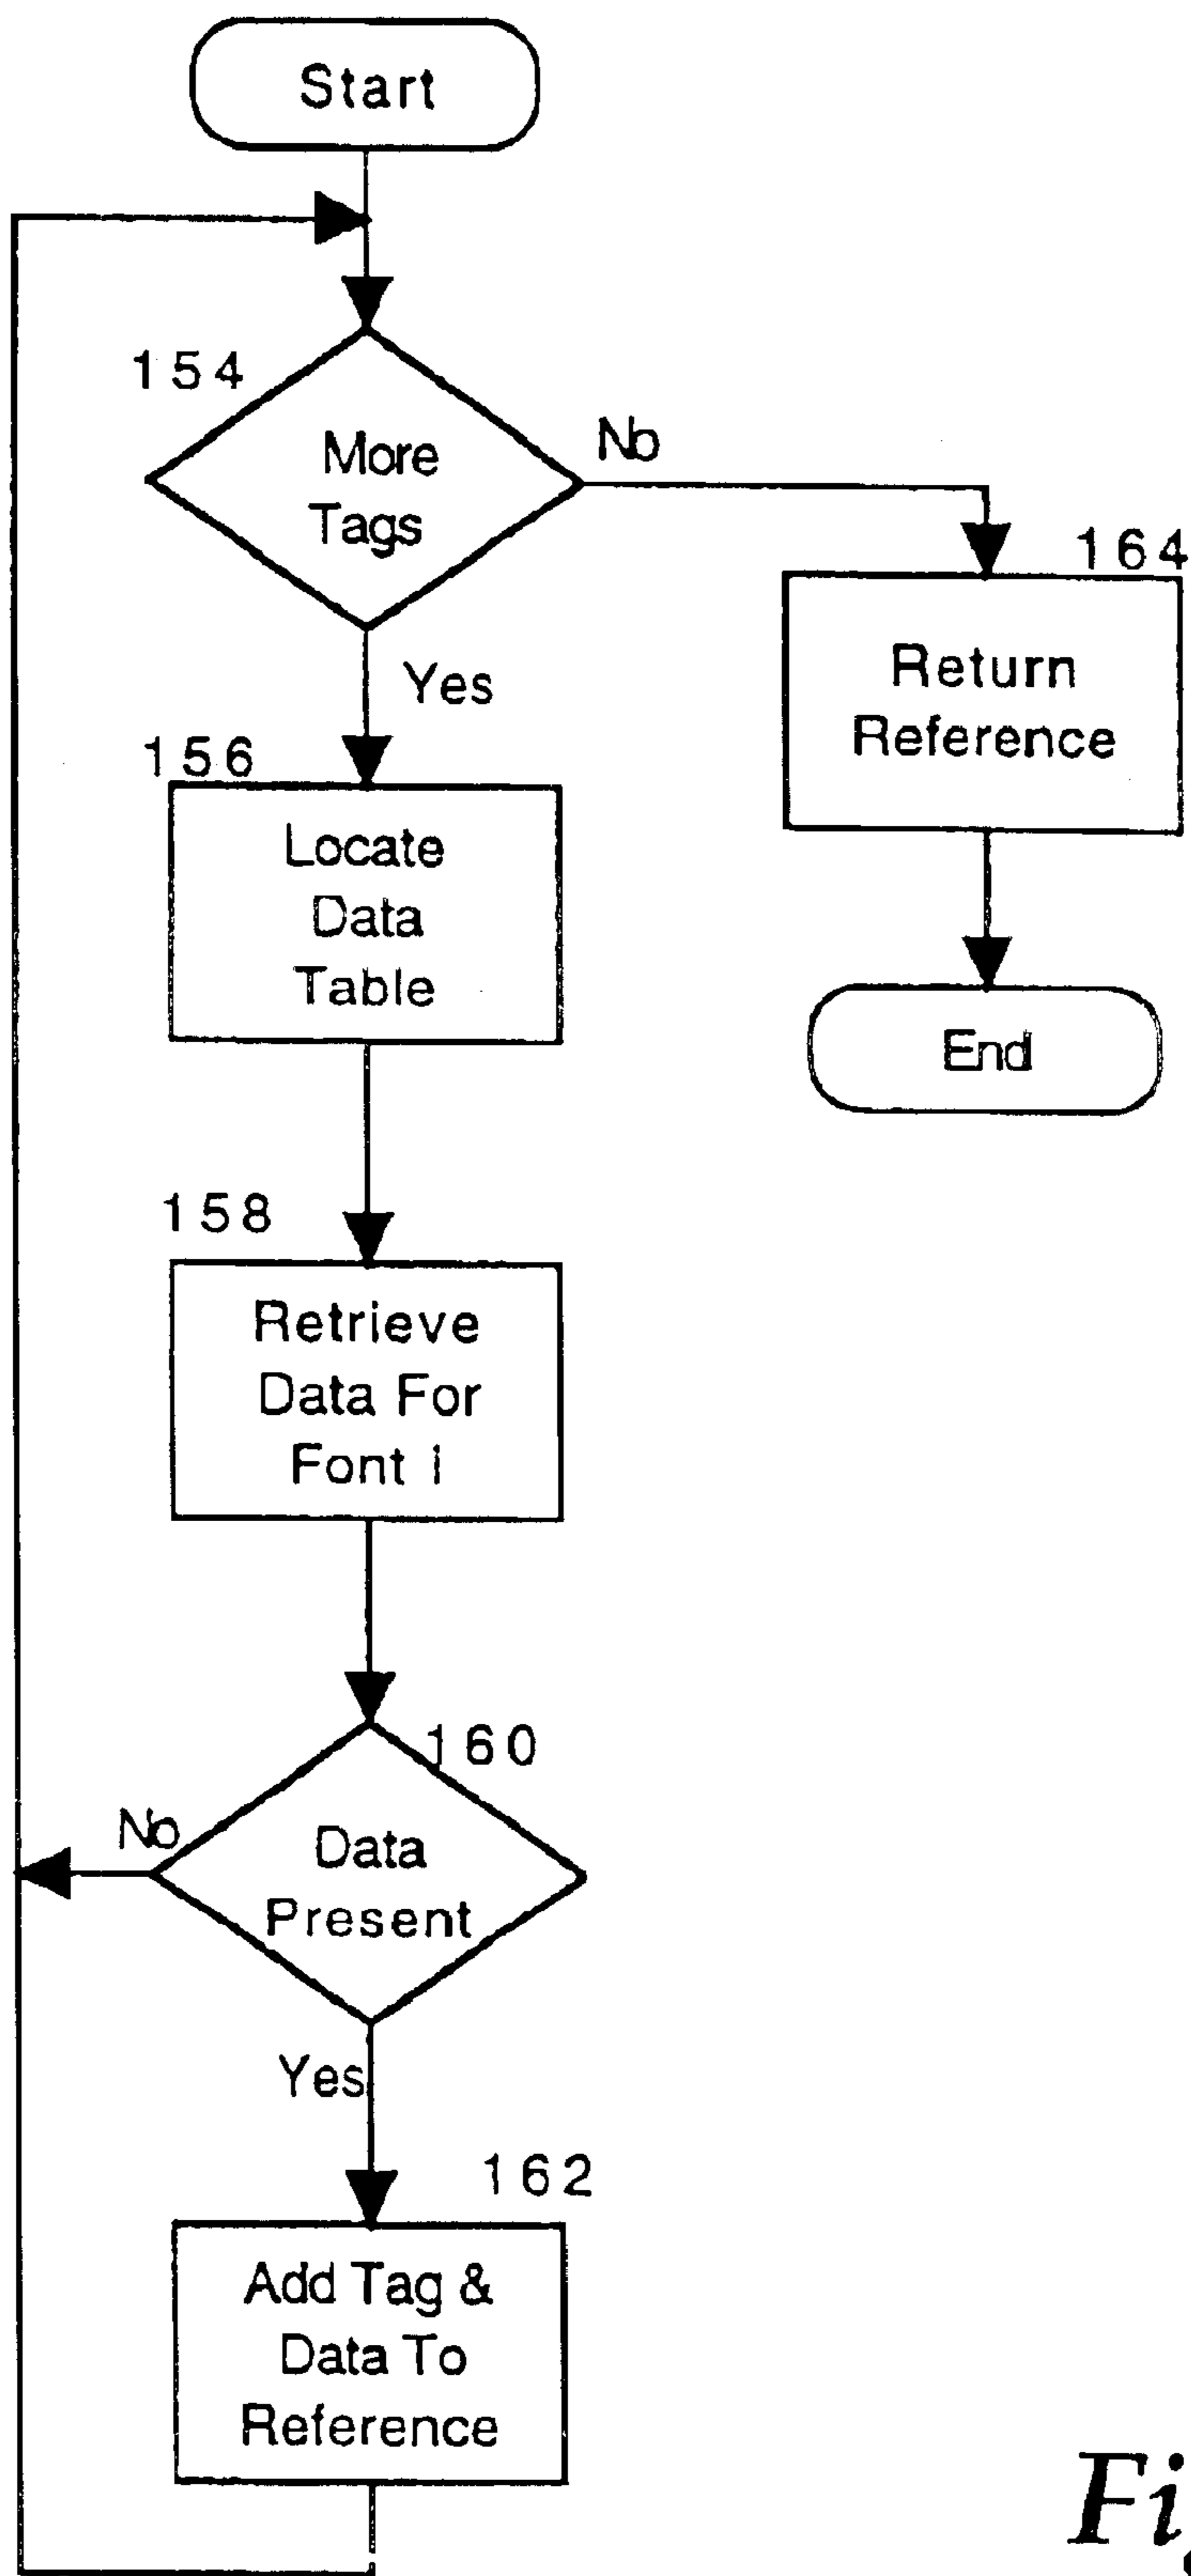 Start
154
More
Tags
No
164
Return
Reference
Yes
156
Locate
Data
Table
End
158
Retrieve
Data For
Font I
160
No
Data
Present
Yes
162
Add Tag &
Data To
Reference